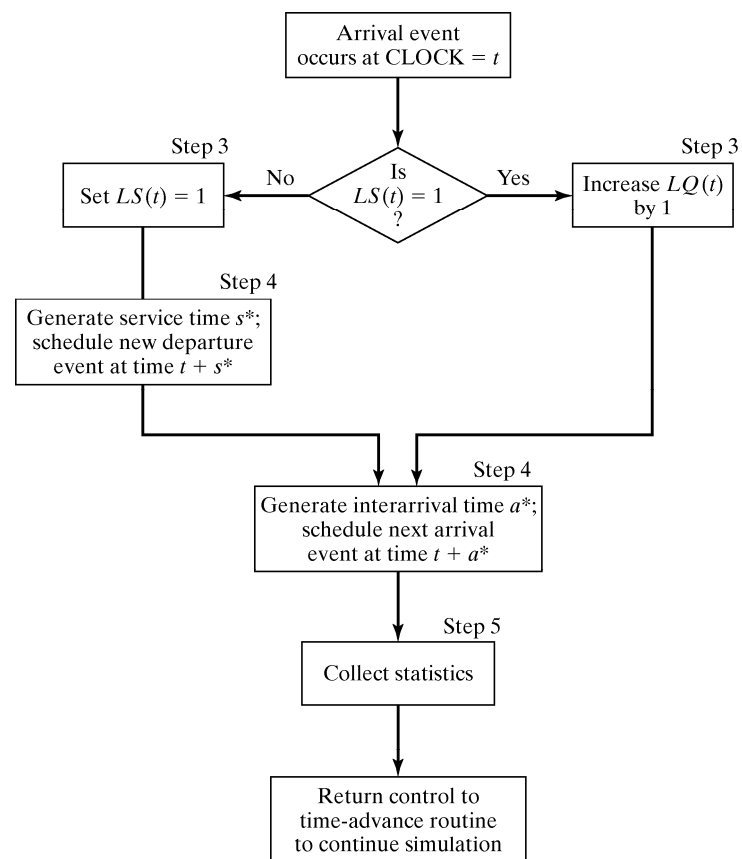 Arrival event
occurs at CLOCK = t
Step 3
Set LS(t) = 1
No
Is
LS(t) = 1
?
Yes
Step 3
Increase LQ(t)
by 1
Step 4
Generate service time s*;
schedule new departure
event at time t + s*
Step 4
Generate interarrival time a*;
schedule next arrival
event at time t + a*
Step 5
Collect statistics
Return control to
time-advance routine
to continue simulation